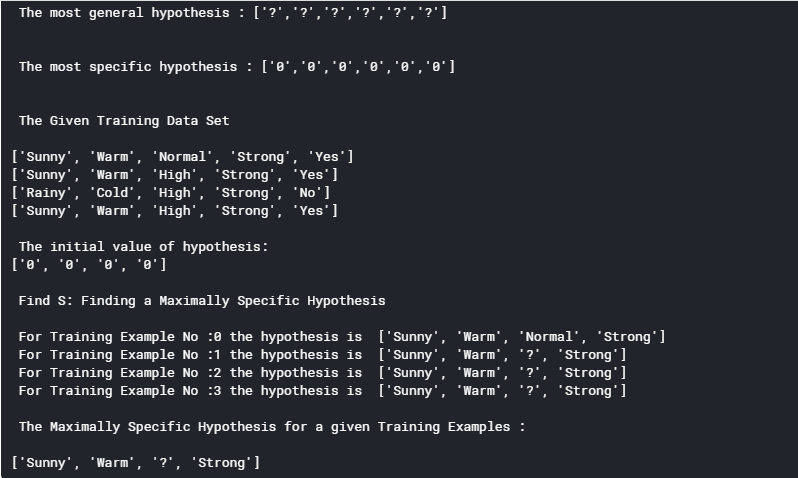 The most general hypothesis : ['?','?','?','?','?','?']
The most specific hypothesis : ['0','0','0','0','0','0']
The Given Training Data Set
['Sunny', 'Warm', 'Normal', 'Strong', 'Yes']
['Sunny', 'Warm', 'High', 'Strong', 'Yes']
['Rainy', 'Cold', 'High', 'Strong', 'No']
['Sunny', 'Warm', 'High', 'Strong', 'Yes']
The initial value of hypothesis:
['0', '0', '0', '0']
Find S: Finding a Maximally Specific Hypothesis
For Training Example No :0 the hypothesis is  ['Sunny', 'Warm', 'Normal', 'Strong']
For Training Example No :1 the hypothesis is  ['Sunny', 'Warm', '?', 'Strong']
For Training Example No :2 the hypothesis is  ['Sunny', 'Warm', '?', 'Strong']
For Training Example No :3 the hypothesis is  ['Sunny', 'Warm', '?', 'Strong']
The Maximally Specific Hypothesis for a given Training Examples :
['Sunny', 'Warm', '?', 'Strong']